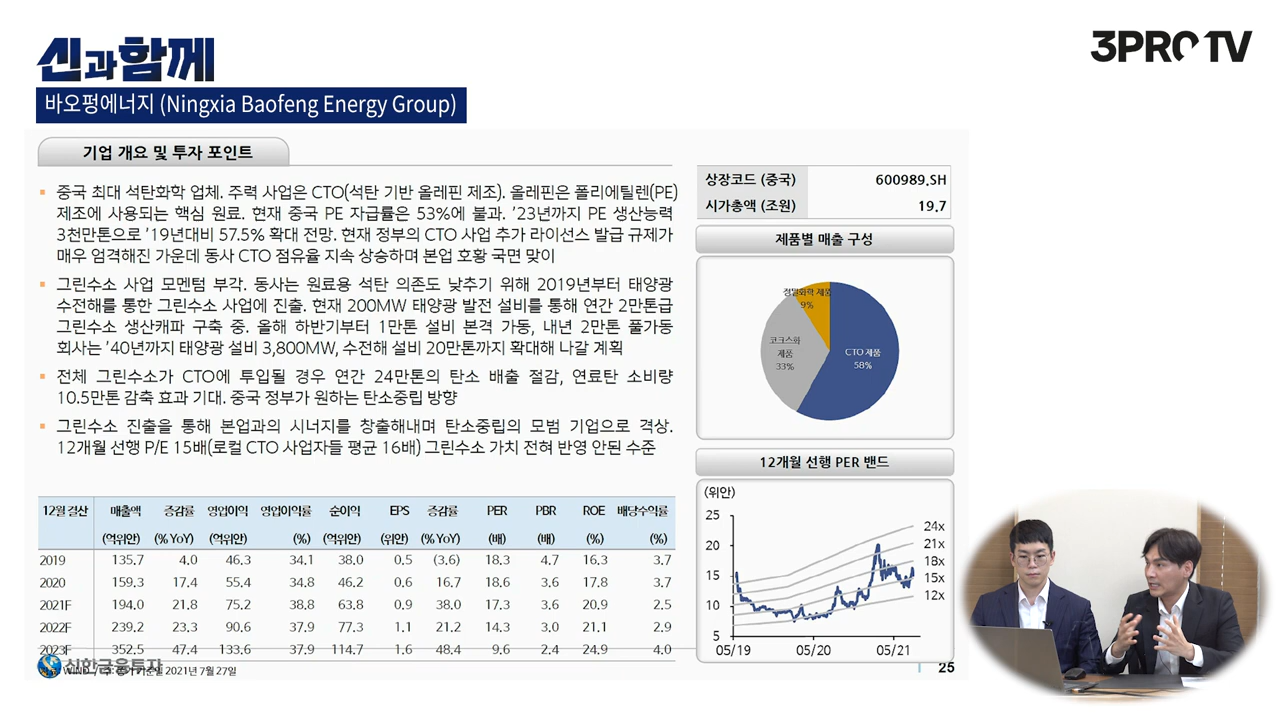 신과함께
3PRO TV
바오펑에너지 (Ningxia Baofeng Energy Group)
기업 개요 및 투자 포인트
중국 최대 석탄화학 업체. 주력 사업은 CTO(석탄 기반 올레핀 제조). 올레핀은 폴리에틸렌(PE)
제조에 사용되는 핵심 원료. 현재 중국 PE 자급률은 53%에 불과. ’23년까지 PE 생산능력
3천만톤으로 ’19년대비 57.5% 확대 전망. 현재 정부의 CTO 사업 추가 라이선스 발급 규제가
매우 엄격해진 가운데 동사 CTO 점유율 지속 상승하며 본업 호황 국면 맞이
그린수소 사업 모멘텀 부각. 동사는 원료용 석탄 의존도 낮추기 위해 2019년부터 태양광
수전해를 통한 그린수소 사업에 진출. 현재 200MW 태양광 발전 설비를 통해 연간 2만톤급
그린수소 생산캐파 구축 중. 올해 하반기부터 1만톤 설비 본격 가동, 내년 2만톤 풀가동
회사는 ’40년까지 태양광 설비 3,800MW, 수전해 설비 20만톤까지 확대해 나갈 계획
전체 그린수소가 CTO에 투입될 경우 연간 24만톤의 탄소 배출 절감, 연료탄 소비량
10.5만톤 감축 효과 기대. 중국 정부가 원하는 탄소중립 방향
그린수소 진출을 통해 본업과의 시너지를 창출해내며 탄소중립의 모범 기업으로 격상.
12개월 선행 P/E 15배(로컬 CTO 사업자들 평균 16배) 그린수소 가치 전혀 반영 안된 수준
상장코드 (중국) 600989.SH
시가총액 (조원) 19.7
제품별 매출 구성
정밀화학 제품
9%
코크스화
제품
33%
CTO 제품
58%
12개월 선행 PER 밴드
(위안)
25
20
15
10
5
24x
21x
18x
15x
12x
05/19 05/20 05/21
12월 결산 매출액 증감률 영업이익 영업이익률 순이익 EPS 증감률 PER PBR ROE 배당수익률
(억위안) (% YoY) (억위안) (%) (억위안) (위안) (% YoY) (배) (배) (%) (%)
2019 135.7 4.0 46.3 34.1 38.0 0.5 (3.6) 18.3 4.7 16.3 3.7
2020 159.3 17.4 55.4 34.8 46.2 0.6 16.7 18.6 3.6 17.8 3.7
2021F 194.0 21.8 75.2 38.8 63.8 0.9 38.0 17.3 3.6 20.9 2.5
2022F 239.2 23.3 90.6 37.9 77.3 1.1 21.2 14.3 3.0 21.1 2.9
2023F 352.5 47.4 133.6 37.9 114.7 1.6 48.4 9.6 2.4 24.9 4.0
신한금융투자
WIND / 주: 종가 기준일 2021년 7월 27일
25